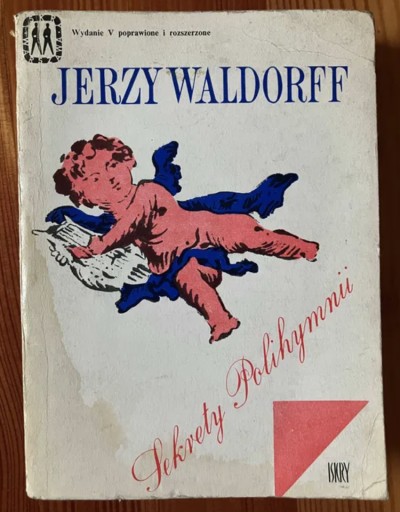 Wydanie V poprawione i rozszerzone
JERZY WALDORFF
Sekrety Polihymnii
ISKRY